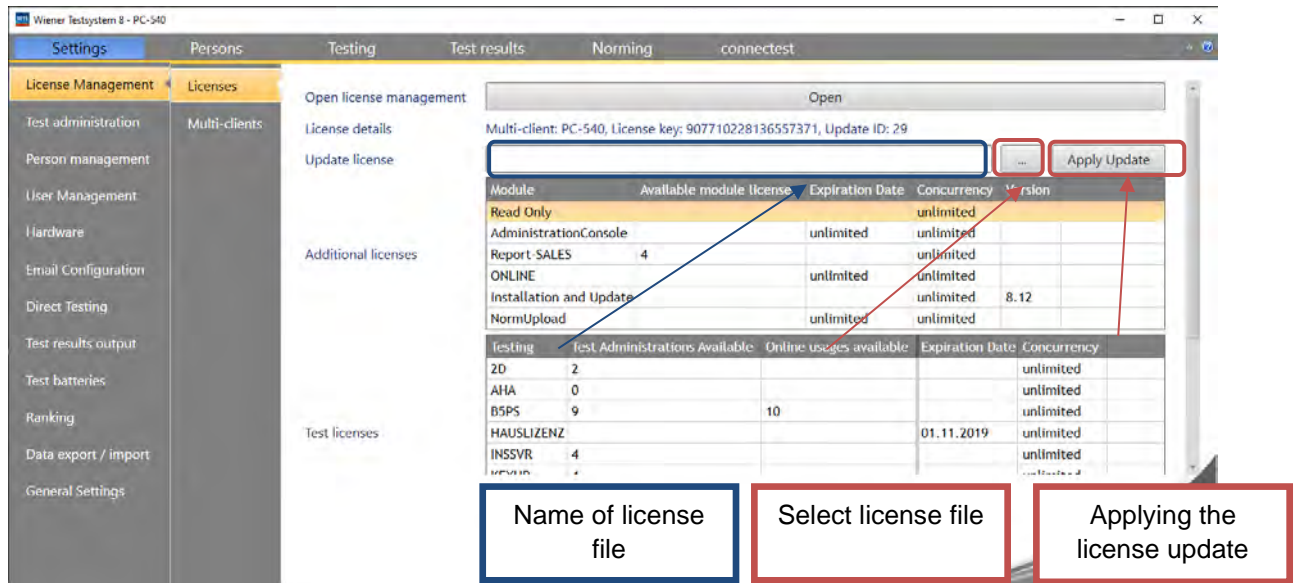 Wiener Testsystem 8 - PC-540
Settings Persons Testing Test results Norming connectest
License Management
Test administration
Person management
User Management
Hardware
Email Configuration
Direct Testing
Test results output
Test batteries
Ranking
Data export / import
General Settings
Licenses
Multi-clients
Open license management Open
License details Multi-client: PC-540, License key: 907710228136557371, Update ID: 29
Update license ... Apply Update
Additional licenses
Module Available module license Expiration Date Concurrency Version
Read Only unlimited
AdministrationConsole unlimited unlimited
Report-SALES 4 unlimited
ONLINE unlimited unlimited
Installation and Update unlimited 8.12
NormUpload unlimited unlimited
Test licenses
Testing Test Administrations Available Online usages available Expiration Date Concurrency
2D 2 unlimited
AHA 0 unlimited
B5PS 9 10 unlimited
HAUSLIZENZ 01.11.2019 unlimited
INSSVR 4 unlimited
Name of license
file
Select license file
Applying the
license update